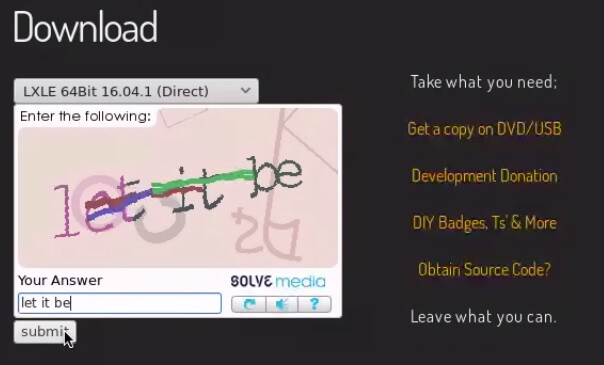 Download
LXLE 64Bit 16.04.1 (Direct)
Enter the following:
let it be
Your Answer
SOLVE media
let it be
?
submit
Take what you need;
Get a copy on DVD/USB
Development Donation
DIY Badges, Ts' & More
Obtain Source Code?
Leave what you can.